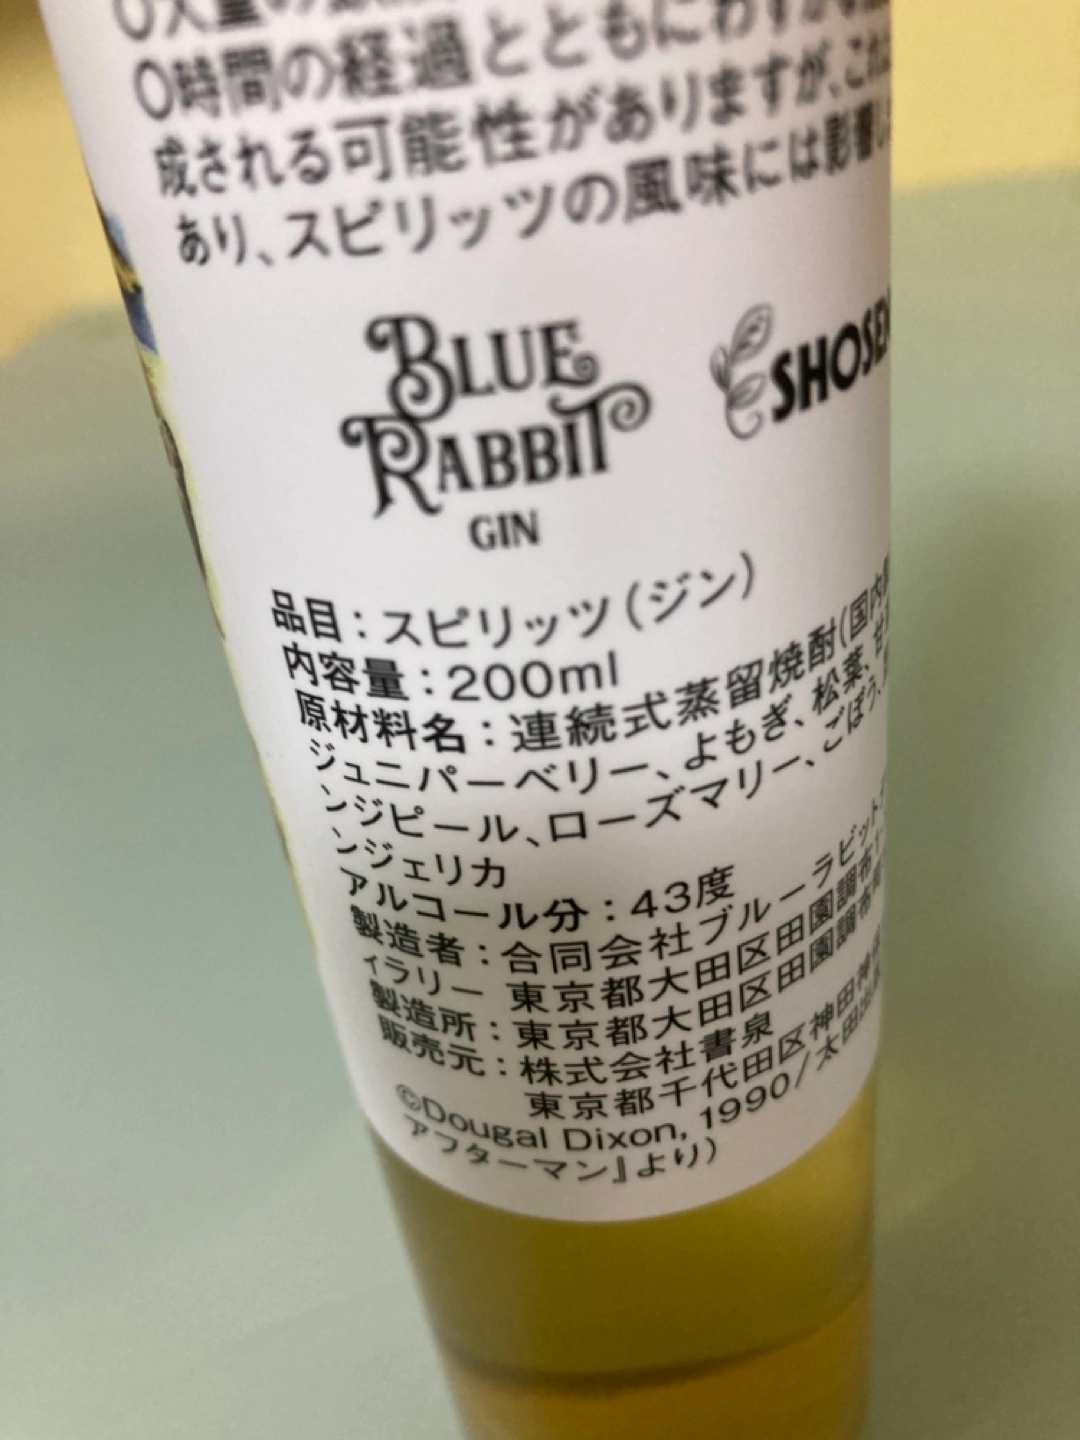 〇時間の経過とともにわずか
成される可能性がありますが、これ
あり、スピリッツの風味には影響
BLUE
RABBIT
GIN
SHOSEN
品目：スピリッツ（ジン）
内容量：200ml
原材料名：連続式蒸留焼酎（国内製
ジュニパーベリー、よもぎ、松葉、甘
ンジピール、ローズマリー、ごぼう、
ンジェリカ
アルコール分：43度
製造者：合同会社ブルーラビット
ィラリー 東京都大田区田園調布
製造所：東京都大田区田園調布
販売元：株式会社書泉
東京都千代田区神田神
©Dougal Dixon, 1990/太田出
アフターマン』より）